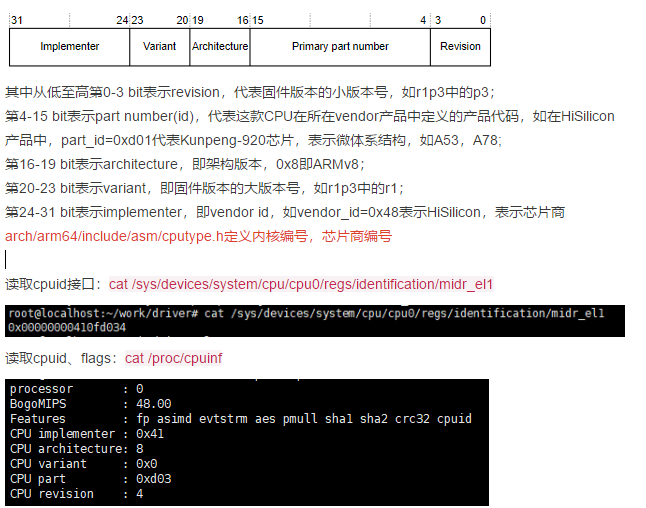 31 24 23 20 19 16 15 4 3 0
Implementer Variant Architecture Primary part number Revision
其中从低至高第0-3 bit表示revision，代表固件版本的小版本号，如r1p3中的p3；
第4-15 bit表示part number(id)，代表这款CPU在所在vendor产品中定义的产品代码，如在HiSilicon
产品中，part_id=0xd01代表Kunpeng-920芯片，表示微体系结构，如A53，A78;
第16-19 bit表示architecture，即架构版本，0x8即ARMv8；
第20-23 bit表示variant，即固件版本的大版本号，如r1p3中的r1；
第24-31 bit表示implementer，即vendor id，如vendor_id=0x48表示HiSilicon，表示芯片商
arch/arm64/include/asm/cputype.h定义内核编号，芯片商编号
读取cpuid接口：cat /sys/devices/system/cpu/cpu0/regs/identification/midr_el1
root@localhost:~/work/driver# cat /sys/devices/system/cpu/cpu0/regs/identification/midr_el1
0x00000000410fd034
读取cpuid、flags：cat /proc/cpuinf
processor : 0
BogoMIPS : 48.00
Features : fp asimd evtstrm aes pmull sha1 sha2 crc32 cpuid
CPU implementer : 0x41
CPU architecture: 8
CPU variant : 0x0
CPU part : 0xd03
CPU revision : 4